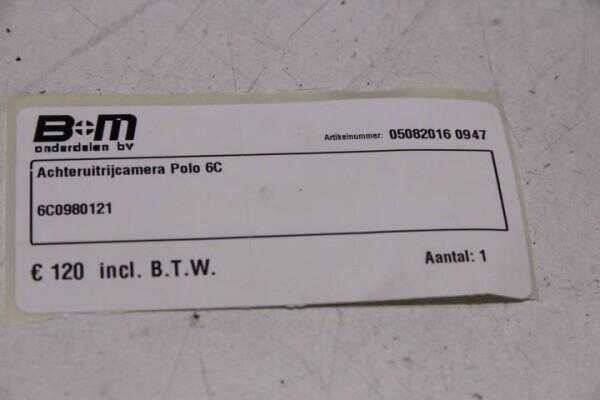 B+M
onderdelen bv
Artikelnummer: 05082016 0947
Achteruitrijcamera Polo 6C
6C0980121
€ 120 incl. B.T.W.
Aantal: 1